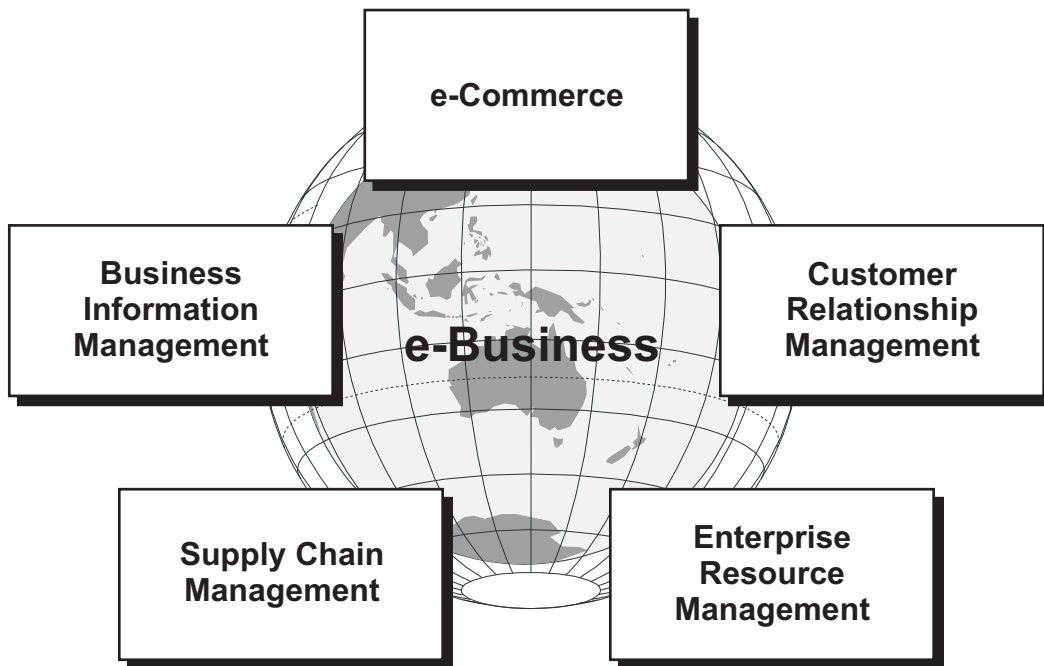 e-Commerce
Business
Information
Management
Customer
Relationship
Management
e-Business
Supply Chain
Management
Enterprise
Resource
Management